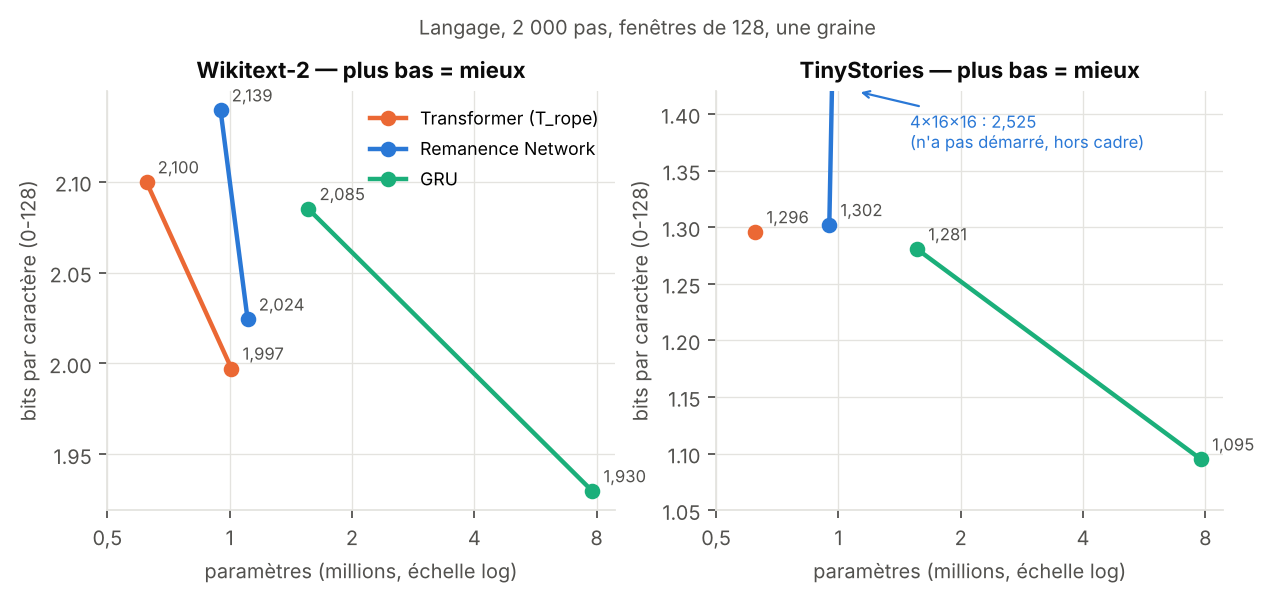 Langage, 2 000 pas, fenêtres de 128, une graine
Wikitext-2 — plus bas = mieux
2,139
2,100
2,085
2,024
1,997
1,930
Transformer (T_rope)
Remanence Network
GRU
2.10
2.05
2.00
1.95
bits par caractère (0-128)
0,5
1
2
4
8
paramètres (millions, échelle log)
TinyStories — plus bas = mieux
4×16×16 : 2,525
(n'a pas démarré, hors cadre)
1,296
1,302
1,281
1,095
1.40
1.35
1.30
1.25
1.20
1.15
1.10
1.05
bits par caractère (0-128)
0,5
1
2
4
8
paramètres (millions, échelle log)